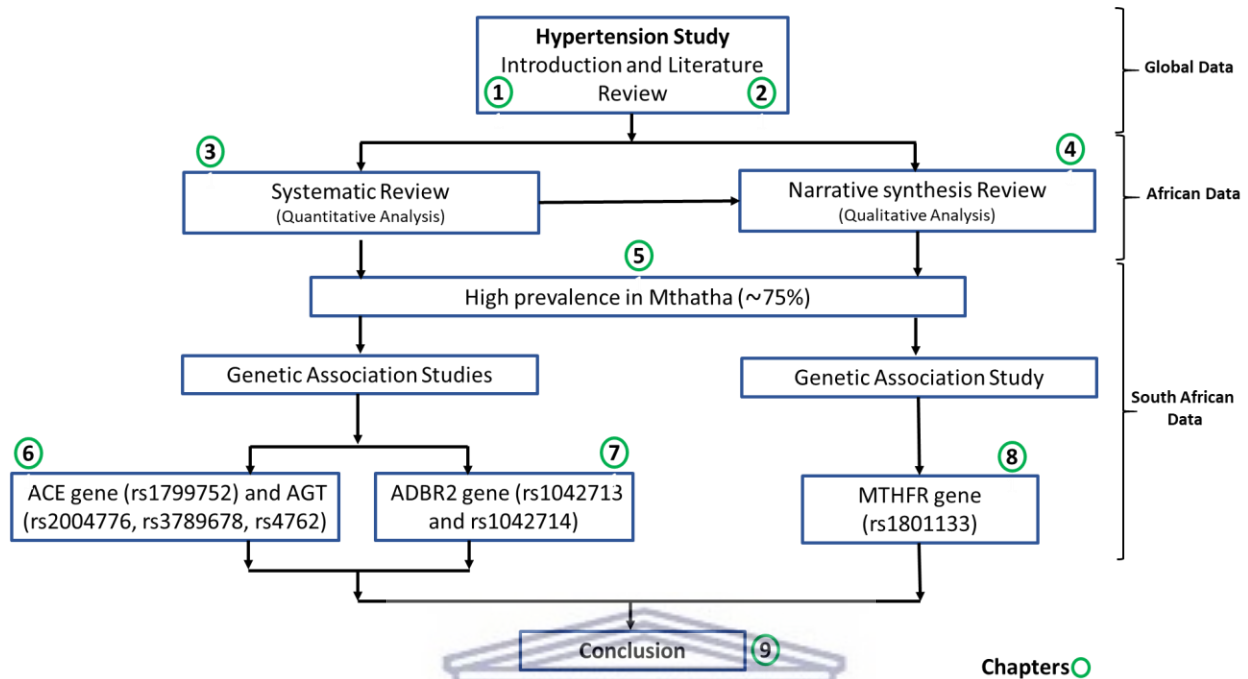 Hypertension Study
Introduction and Literature
Review
1
2
Global Data
3
4
Systematic Review
(Quantitative Analysis)
Narrative synthesis Review
(Qualitative Analysis)
African Data
5
High prevalence in Mthatha (~75%)
Genetic Association Studies
Genetic Association Study
South African
Data
6
7
8
ACE gene (rs1799752) and AGT
(rs2004776, rs3789678, rs4762)
ADBR2 gene (rs1042713
and rs1042714)
MTHFR gene
(rs1801133)
Conclusion
9
Chapters